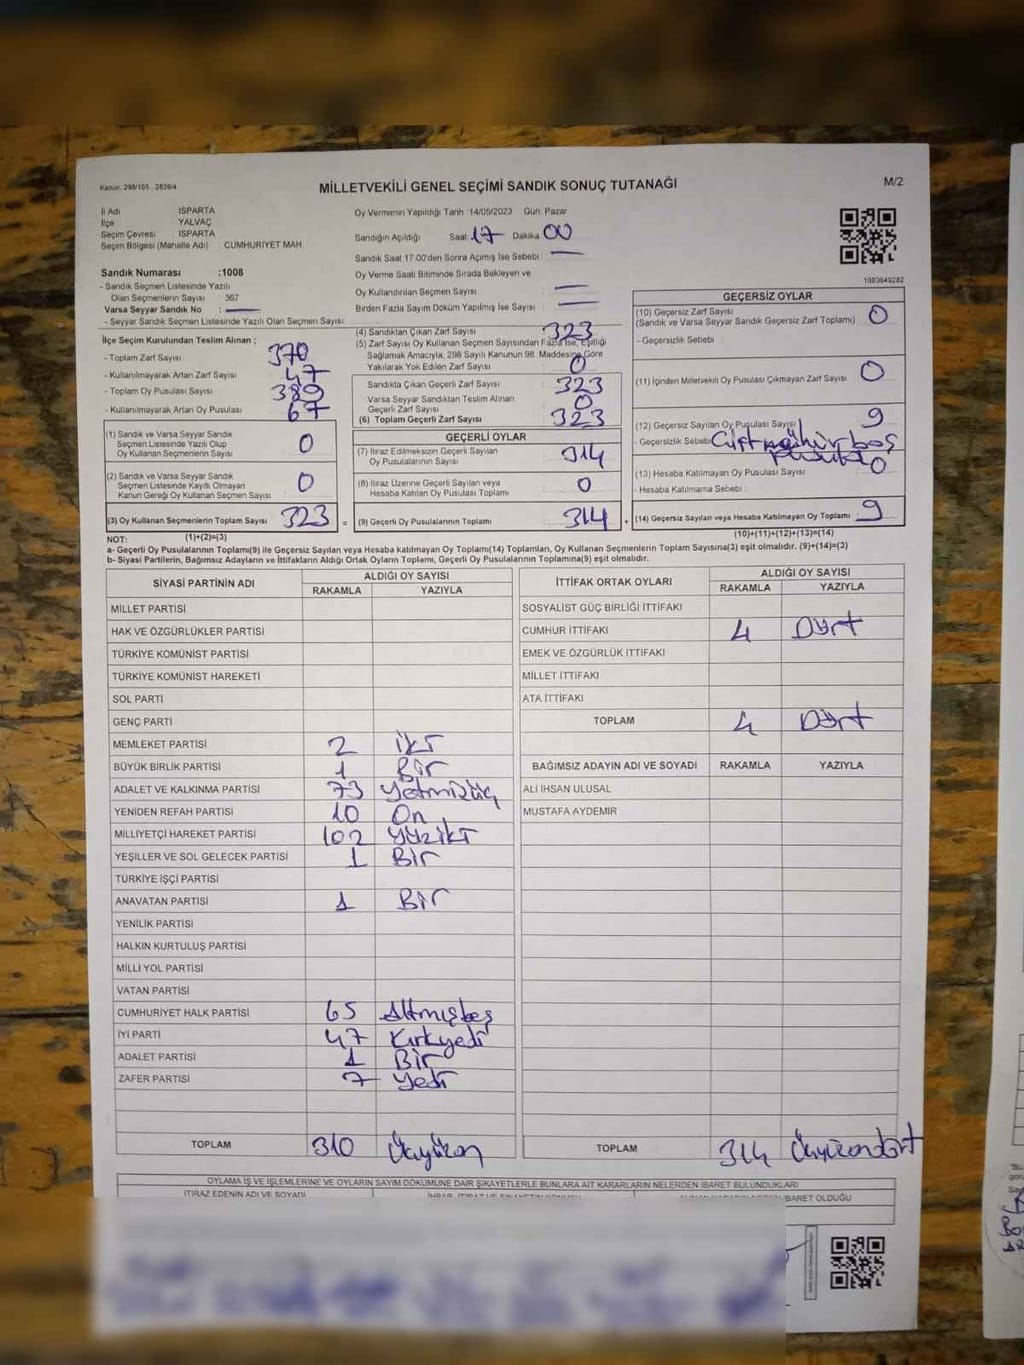 Kanun: 298/105 , 2839/4
MİLLETVEKİLİ GENEL SEÇİMİ SANDIK SONUÇ TUTANAĞI
M/2
İl Adı : ISPARTA
İlçe : YALVAÇ
Seçim Çevresi : ISPARTA
Seçim Bölgesi (Mahalle Adı) : CUMHURİYET MAH.
Sandık Numarası :1008
- Sandık Seçmen Listesinde Yazılı
Olan Seçmenlerin Sayısı : 367
Varsa Seyyar Sandık No :
- Seyyar Sandık Seçmen Listesinde Yazılı Olan Seçmen Sayısı:
Oy Vermenin Yapıldığı Tarih :14/05/2023 Gün: Pazar
Sandığın Açıldığı Saat: 17 Dakika: 00
Sandık Saat 17:00'den Sonra Açmış İse Sebebi :
Oy Verme Saati Bitiminde Sırada Bekleyen ve
Oy Kullandırılan Seçmen Sayısı :
Birden Fazla Sayım Döküm Yapılmış İse Sayısı :
1093649282
İlçe Seçim Kurulundan Teslim Alınan ;
- Toplam Zarf Sayısı : 370
- Kullanılmayarak Artan Zarf Sayısı : 47
- Toplam Oy Pusulası Sayısı : 389
- Kullanılmayarak Artan Oy Pusulası : 67
(4) Sandıktan Çıkan Zarf Sayısı : 323
(5) Zarf Sayısı Oy Kullanan Seçmen Sayısından Fazla İse, Eşitliği
Sağlamak Amacıyla, 298 Sayılı Kanunun 98. Maddesine Göre
Yakılarak Yok Edilen Zarf Sayısı : 0
Sandıkta Çıkan Geçerli Zarf Sayısı : 323
Varsa Seyyar Sandıktan Teslim Alınan
Geçerli Zarf Sayısı : 0
(6) Toplam Geçerli Zarf Sayısı : 323
GEÇERSİZ OYLAR
(10) Geçersiz Zarf Sayısı
(Sandık ve Varsa Seyyar Sandık Geçersiz Zarf Toplamı) : 0
- Geçersizlik Sebebi :
(11) İçinden Milletvekili Oy Pusulası Çıkmayan Zarf Sayısı : 0
(12) Geçersiz Sayılan Oy Pusulası Sayısı : 9
- Geçersizlik Sebebi: Çift mühür boş
pusula
(13) Hesaba Katılmayan Oy Pusulası Sayısı : 0
- Hesaba Katılmama Sebebi :
(14) Geçersiz Sayılan veya Hesaba Katılmayan Oy Toplamı : 9
(10)+(11)+(12)+(13)=(14)
(1) Sandık ve Varsa Seyyar Sandık
Seçmen Listesinde Yazılı Olup
Oy Kullanan Seçmenlerin Sayısı : 0
(2) Sandık ve Varsa Seyyar Sandık
Seçmen Listesinde Kayıtlı Olmayan
Kanun Gereği Oy Kullanan Seçmen Sayısı : 0
(3) Oy Kullanan Seçmenlerin Toplam Sayısı : 323 =
(1)+(2)=(3)
GEÇERLİ OYLAR
(7) İtiraz Edilmeksizin Geçerli Sayılan
Oy Pusulalarının Sayısı : 314
(8) İtiraz Üzerine Geçerli Sayılan veya
Hesaba Katılan Oy Pusulası Toplamı : 0
(9) Geçerli Oy Pusulalarının Toplamı : 314 +
NOT:
a- Geçerli Oy Pusulalarının Toplamı(9) ile Geçersiz Sayılan veya Hesaba katılmayan Oy Toplamı(14) Toplamları, Oy Kullanan Seçmenlerin Toplam Sayısına(3) eşit olmalıdır. (9)+(14)=(3)
b- Siyasi Partilerin, Bağımsız Adayların ve İttifakların Aldığı Ortak Oyların Toplamı, Geçerli Oy Pusulalarının Toplamına(9) eşit olmalıdır.
SİYASİ PARTİNİN ADI ALDIĞI OY SAYISI
RAKAMLA YAZIYLA
MİLLET PARTİSİ
HAK VE ÖZGÜRLÜKLER PARTİSİ
TÜRKİYE KOMÜNİST PARTİSİ
TÜRKİYE KOMÜNİST HAREKETİ
SOL PARTİ
GENÇ PARTİ
MEMLEKET PARTİSİ 2 iki
BÜYÜK BİRLİK PARTİSİ 1 Bir
ADALET VE KALKINMA PARTİSİ 73 Yetmizüç
YENİDEN REFAH PARTİSİ 10 On
MİLLİYETÇİ HAREKET PARTİSİ 102 Yüziki
YEŞİLLER VE SOL GELECEK PARTİSİ 1 Bir
TÜRKİYE İŞÇİ PARTİSİ
ANAVATAN PARTİSİ 1 Bir
YENİLİK PARTİSİ
HALKIN KURTULUŞ PARTİSİ
MİLLİ YOL PARTİSİ
VATAN PARTİSİ
CUMHURİYET HALK PARTİSİ 65 Altmışbeş
İYİ PARTİ 47 Kırkyedi
ADALET PARTİSİ 1 Bir
ZAFER PARTİSİ 7 Yedi
TOPLAM 310 Üçyüzon
İTTİFAK ORTAK OYLARI ALDIĞI OY SAYISI
RAKAMLA YAZIYLA
SOSYALİST GÜÇ BİRLİĞİ İTTİFAKI
CUMHUR İTTİFAKI 4 Dört
EMEK VE ÖZGÜRLÜK İTTİFAKI
MİLLET İTTİFAKI
ATA İTTİFAKI
TOPLAM 4 Dört
BAĞIMSIZ ADAYIN ADI VE SOYADI RAKAMLA YAZIYLA
ALİ İHSAN ULUSAL
MUSTAFA AYDEMİR
TOPLAM 314 Üçyüzondört
OYLAMA İŞ VE İŞLEMLERİNE VE OYLARIN SAYIM DÖKÜMÜNE DAİR ŞİKAYETLERLE BUNLARA AİT KARARLARIN NELERDEN İBARET BULUNDUKLARI
İTİRAZ EDENİN ADI VE SOYADI
İBARET OLDUĞU